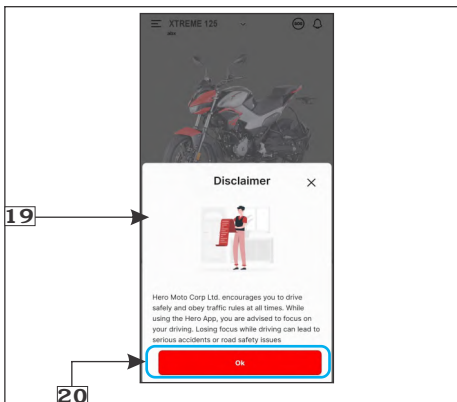 XTREME 125
Disclaimer
19
Hero Moto Corp Ltd. encourages you to drive
safely and obey traffic rules at all times. While
using the Hero App, you are advised to focus on
your driving. Losing focus while driving can lead to
serious accidents or road safety issues
Ok
20